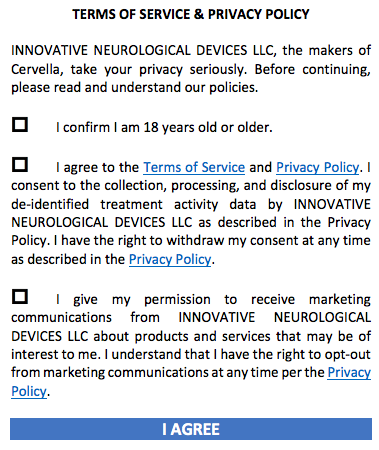 TERMS OF SERVICE & PRIVACY POLICY
INNOVATIVE NEUROLOGICAL DEVICES LLC, the makers of
Cervella, take your privacy seriously. Before continuing,
please read and understand our policies.
I confirm I am 18 years old or older.
I agree to the Terms of Service and Privacy Policy. I
consent to the collection, processing, and disclosure of my
de-identified treatment activity data by INNOVATIVE
NEUROLOGICAL DEVICES LLC as described in the Privacy
Policy. I have the right to withdraw my consent at any time
as described in the Privacy Policy.
I give my permission to receive marketing
communications from INNOVATIVE NEUROLOGICAL
DEVICES LLC about products and services that may be of
interest to me. I understand that I have the right to opt-out
from marketing communications at any time per the Privacy
Policy.
I AGREE